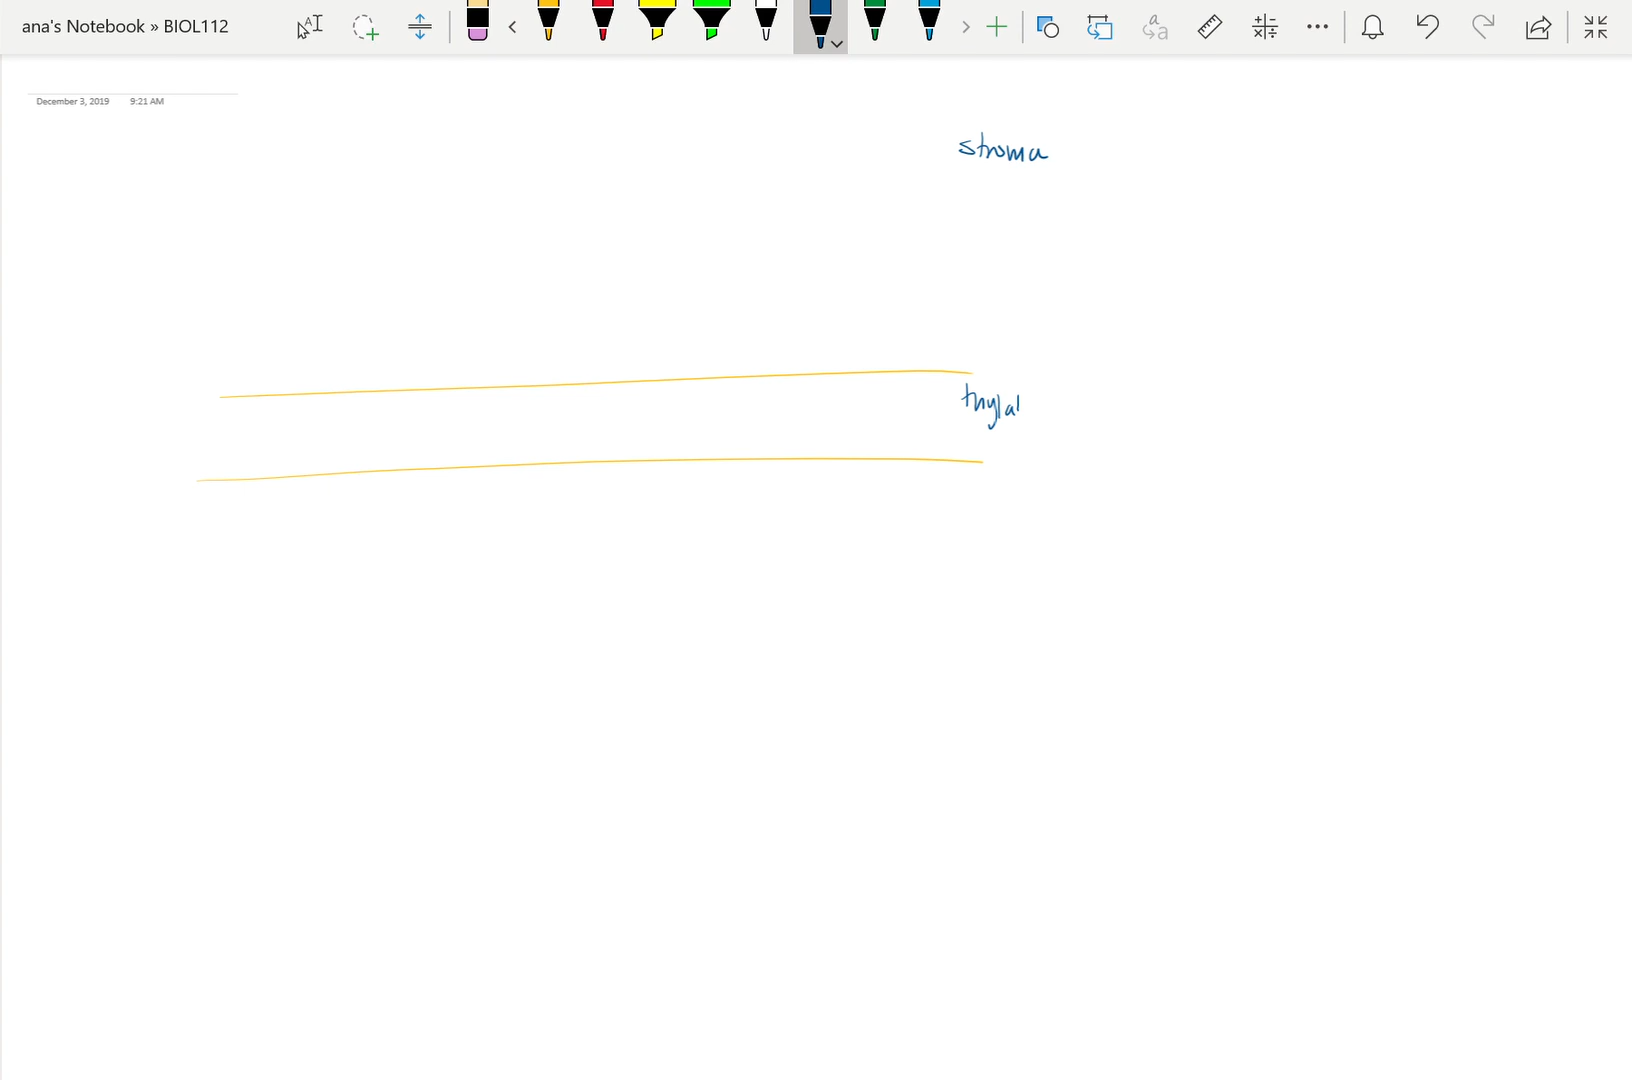 ana's Notebook » BIOL112
December 3, 2019 9:21 AM
stroma
thylal